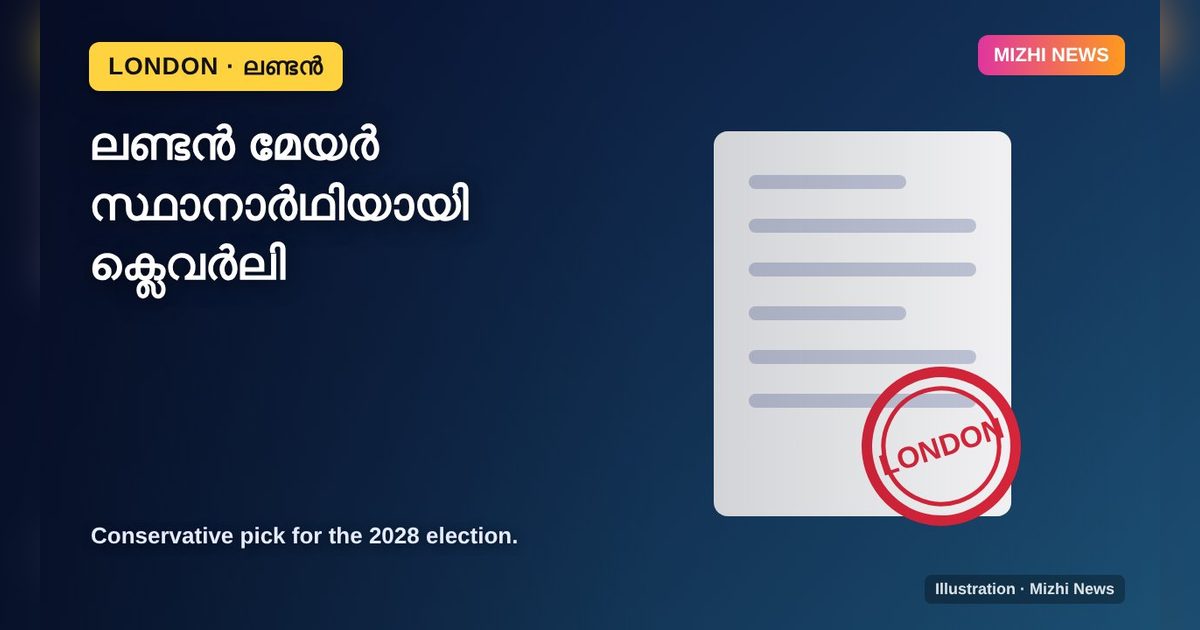 LONDON · ലണ്ടൻ
MIZHI NEWS
ലണ്ടൻ മേയർ
സ്ഥാനാർഥിയായി
ക്ലെവർലി
LONDON
Conservative pick for the 2028 election.
Illustration · Mizhi News